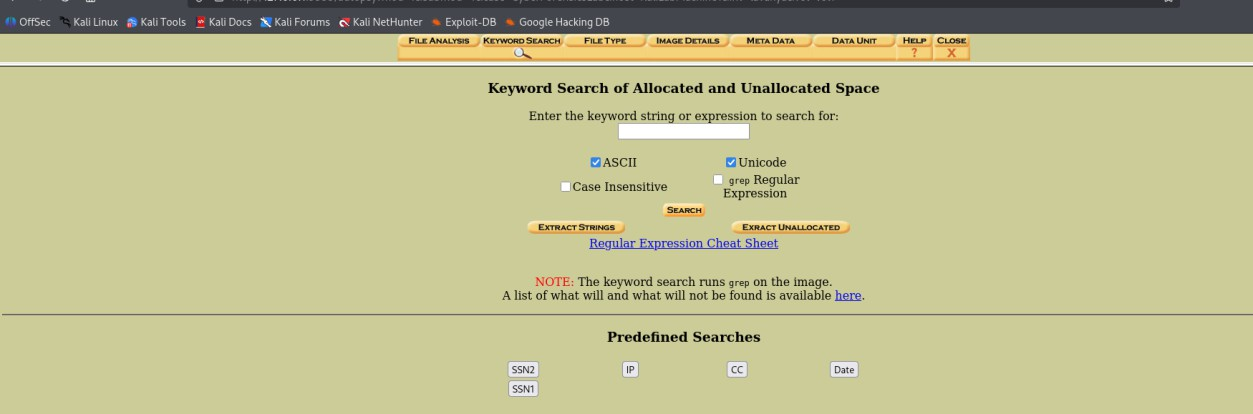 OffSec Kali Linux Kali Tools Kali Docs Kali Forums Kali NetHunter Exploit-DB Google Hacking DB
FILE ANALYSIS KEYWORD SEARCH FILE TYPE IMAGE DETAILS META DATA DATA UNIT HELP CLOSE
? X
Keyword Search of Allocated and Unallocated Space
Enter the keyword string or expression to search for:
ASCII Unicode
Case Insensitive grep Regular
Expression
SEARCH
EXTRACT STRINGS EXRACT UNALLOCATED
Regular Expression Cheat Sheet
NOTE: The keyword search runs grep on the image.
A list of what will and what will not be found is available here.
Predefined Searches
SSN2 IP CC Date
SSN1